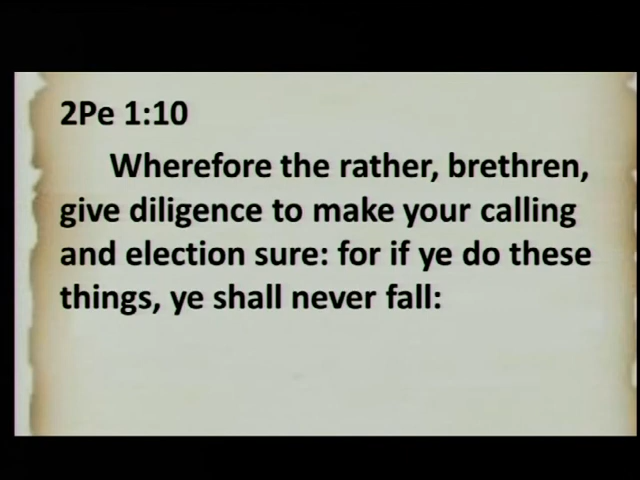 2Pe 1:10
Wherefore the rather, brethren,
give diligence to make your calling
and election sure: for if ye do these
things, ye shall never fall: